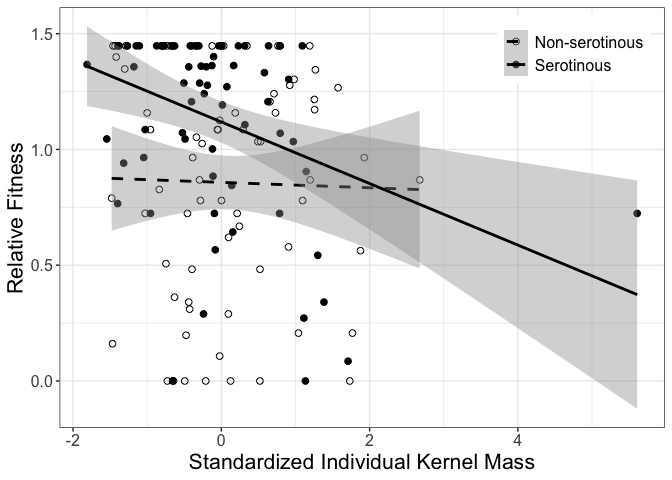 1.5
1.0
0.5
0.0
-2
0
2
4
Relative Fitness
Standardized Individual Kernel Mass
Non-serotinous
Serotinous